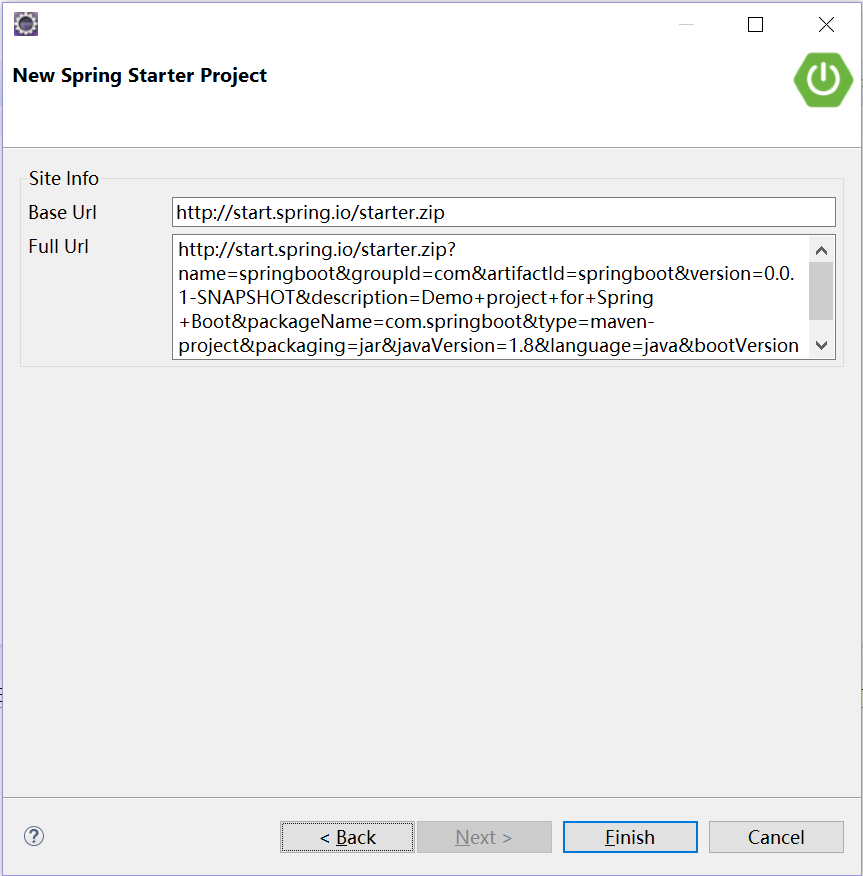 New Spring Starter Project
Site Info
Base Url
http://start.spring.io/starter.zip
Full Url
http://start.spring.io/starter.zip?
name=springboot&groupId=com&artifactId=springboot&version=0.0.
1-SNAPSHOT&description=Demo+project+for+Spring
+Boot&packageName=com.springboot&type=maven-
project&packaging=jar&javaVersion=1.8&language=java&bootVersion
?
< Back
Next >
Finish
Cancel